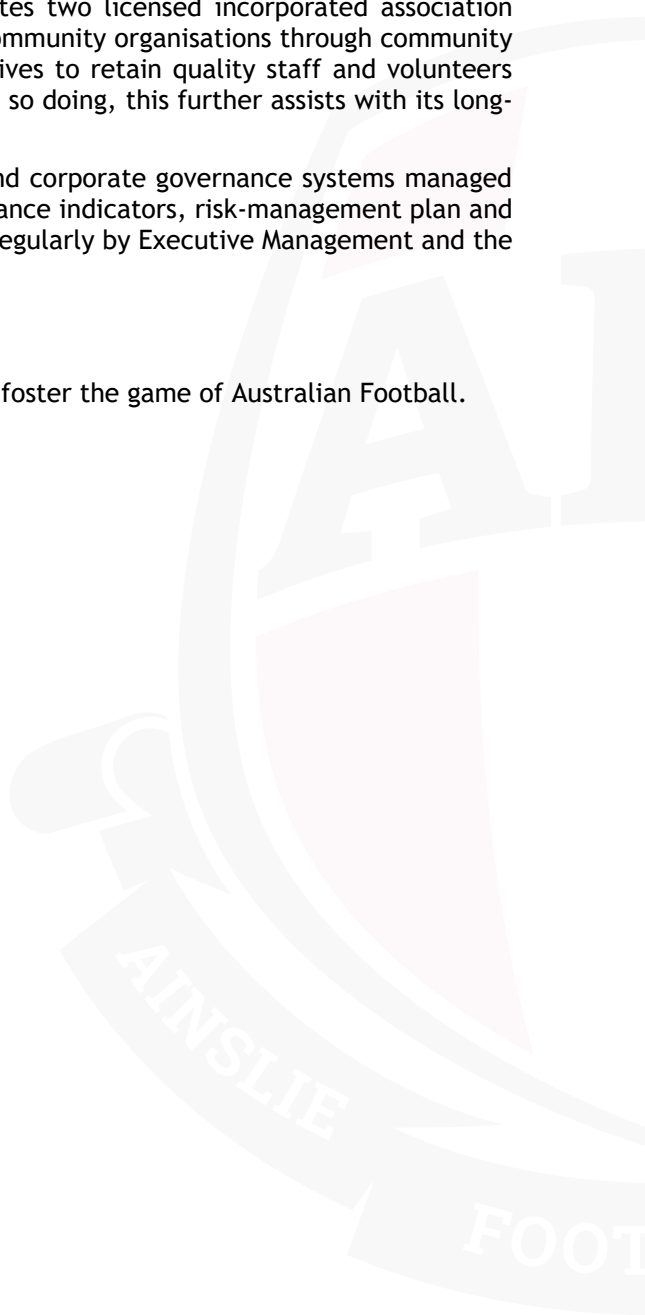 tes two licensed incorporated association
ommunity organisations through community
ives to retain quality staff and volunteers
so doing, this further assists with its long-
nd corporate governance systems managed
ance indicators, risk-management plan and
egularly by Executive Management and the
foster the game of Australian Football.
AINSLIE
FOOT